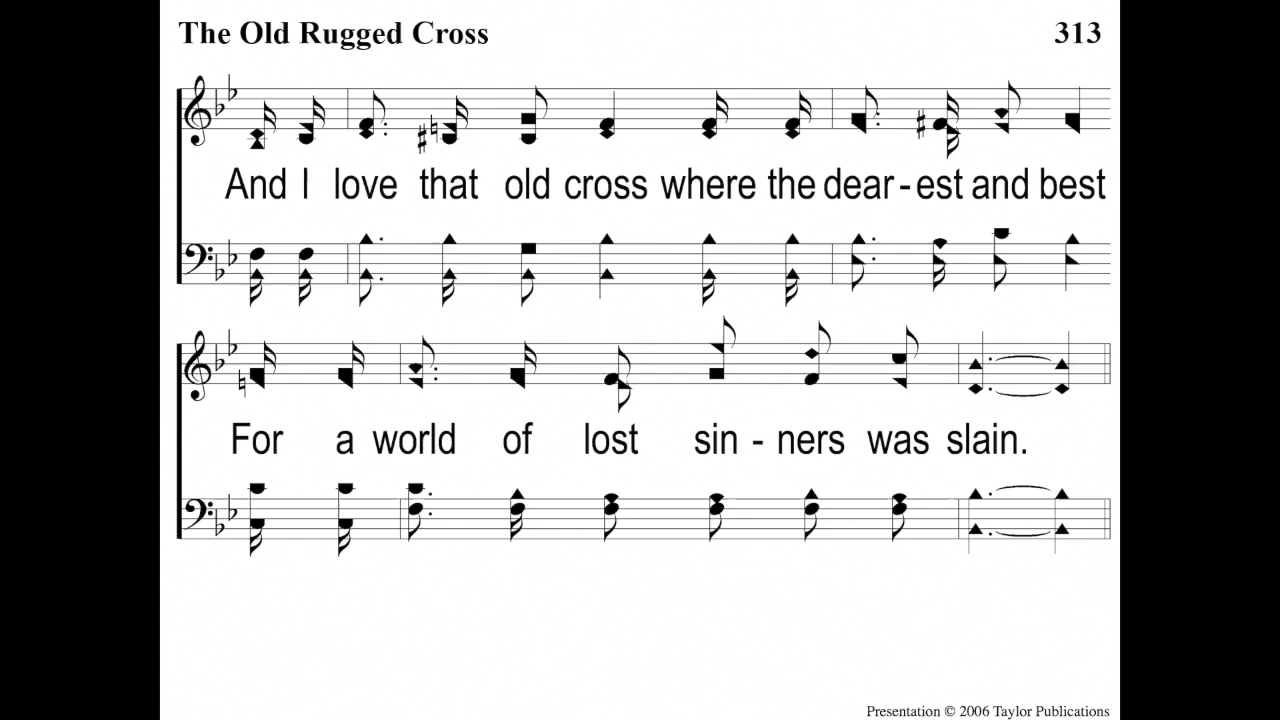 The Old Rugged Cross 313
And I love that old cross where the dear - est and best
For a world of lost sin - ners was slain.
Presentation © 2006 Taylor Publications